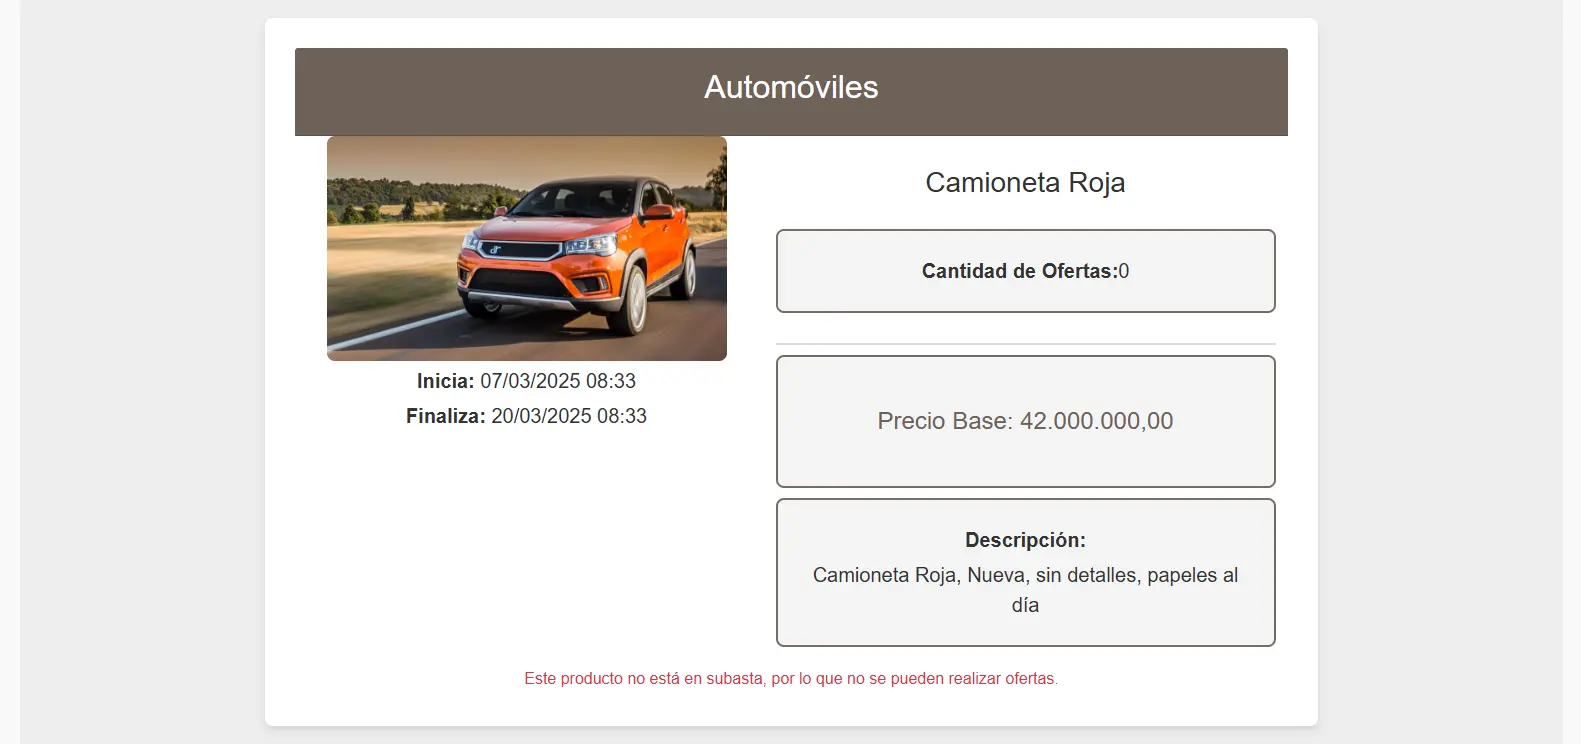 Automóviles
Camioneta Roja
Cantidad de Ofertas:0
Inicia: 07/03/2025 08:33
Finaliza: 20/03/2025 08:33
Precio Base: 42.000.000,00
Descripción:
Camioneta Roja, Nueva, sin detalles, papeles al
día
Este producto no está en subasta, por lo que no se pueden realizar ofertas.